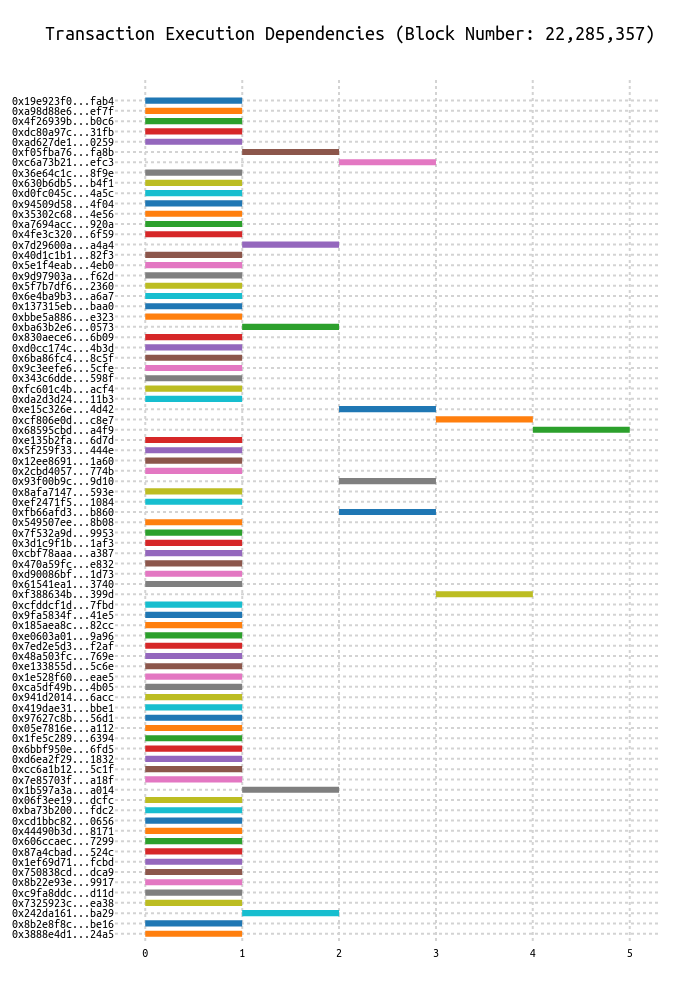 Transaction Execution Dependencies (Block Number: 22,285,357)
0x19e923f0...fab4
0xa98d88e6...ef7f
0x4f26939b...b0c6
0xdc80a97c...31fb
0xad627de1...0259
0xf05fba76...fa8b
0xc6a73b21...efc3
0x36e64c1c...8f9e
0x630b6db5...b4f1
0xd0fc045c...4a5c
0x94509d58...4f04
0x35302c68...4e56
0xa7694acc...920a
0x4fe3c320...6f59
0x7d29600a...a4a4
0x40d1c1b1...82f3
0x5e1f4eab...4eb0
0x9d97903a...f62d
0x5f7b7df6...2360
0x6e4ba9b3...a6a7
0x137315eb...baa0
0xbbe5a886...e323
0xba63b2e6...0573
0x830aece6...6b09
0xd0cc174c...4b3d
0x6ba86fc4...8c5f
0x9c3eefe6...5cfe
0x343c6dde...598f
0xfc601c4b...acf4
0xda2d3d24...11b3
0xe15c326e...4d42
0xcf806e0d...c8e7
0x68595cbd...a4f9
0xe135b2fa...6d7d
0x5f259f33...444e
0x12ee8691...1a60
0x2cbd4057...774b
0x93f00b9c...9d10
0x8afa7147...593e
0xef2471f5...1084
0xfb66afd3...b860
0x549507ee...8b08
0x7f532a9d...9953
0x3d1c9f1b...1af3
0xcbf78aaa...a387
0x470a59fc...e832
0xd90086bf...1d73
0x61541ea1...3740
0xf388634b...399d
0xcfddcf1d...7fbd
0x9fa5834f...41e5
0x185aea8c...82cc
0xe0603a01...9a96
0x7ed2e5d3...f2af
0x48a503fc...769e
0xe133855d...5c6e
0x1e528f60...eae5
0xca5df49b...4b05
0x941d2014...6acc
0x419dae31...bbe1
0x97627c8b...56d1
0x05e7816e...a112
0x1fe5c289...6394
0x6bbf950e...6fd5
0xd6ea2f29...1832
0xcc6a1b12...5c1f
0x7e85703f...a18f
0x1b597a3a...a014
0x06f3ee19...dcfc
0xba73b200...fdc2
0xcd1bbc82...0656
0x44490b3d...8171
0x606ccaec...7299
0x87a4cbad...524c
0x1ef69d71...fcbd
0x750838cd...dca9
0x8b22e93e...9917
0xc9fa8ddc...d11d
0x7325923c...ea38
0x242da161...ba29
0x8b2e8f8c...be16
0x3888e4d1...24a5
0 1 2 3 4 5